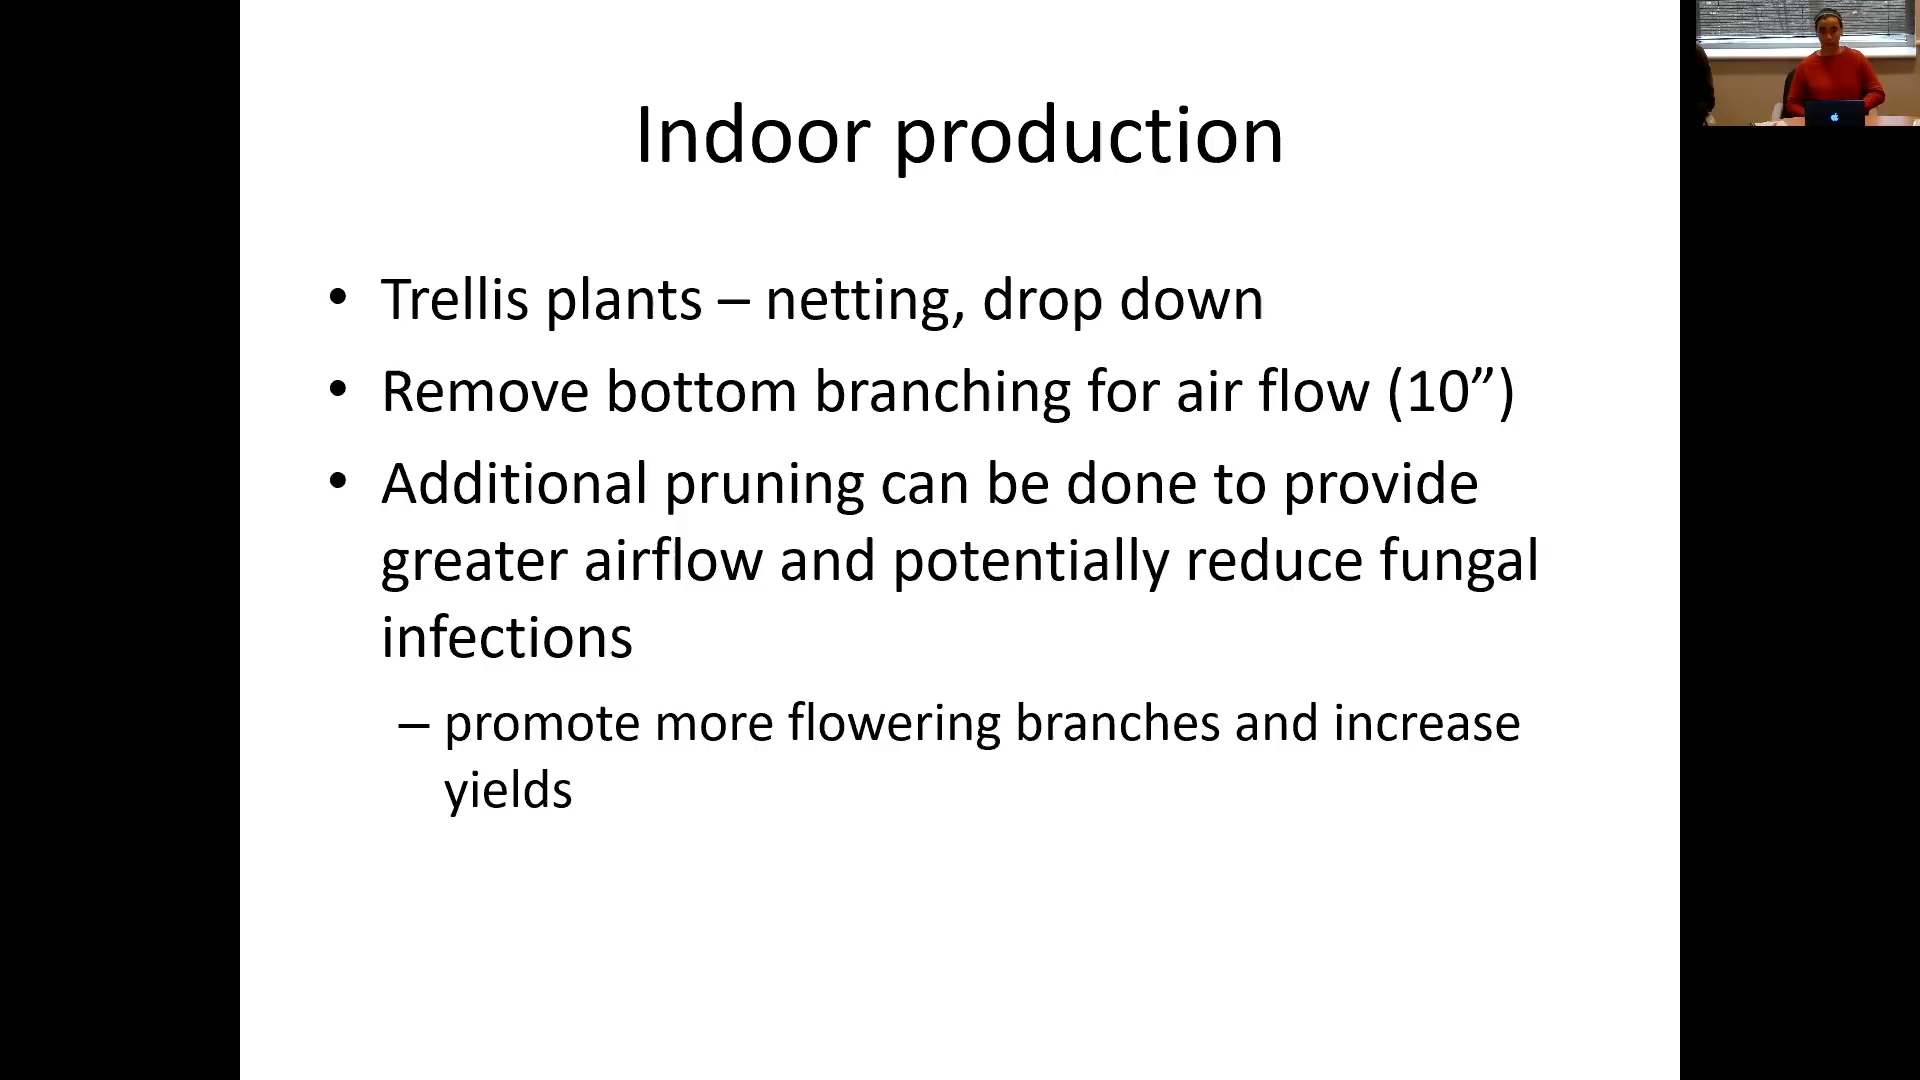 Indoor production
• Trellis plants – netting, drop down
• Remove bottom branching for air flow (10”)
• Additional pruning can be done to provide
greater airflow and potentially reduce fungal
infections
– promote more flowering branches and increase
yields